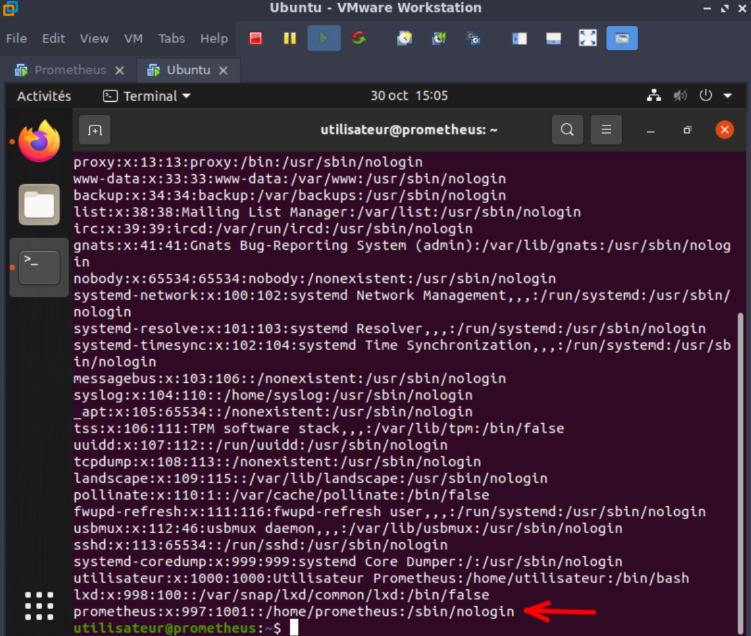 Ubuntu - VMware Workstation
File Edit View VM Tabs Help
Prometheus Ubuntu
Activités Terminal 30 oct 15:05
utilisateur@prometheus: ~
proxy:x:13:13:proxy:/bin:/usr/sbin/nologin
www-data:x:33:33:www-data:/var/www:/usr/sbin/nologin
backup:x:34:34:backup:/var/backups:/usr/sbin/nologin
list:x:38:38:Mailing List Manager:/var/list:/usr/sbin/nologin
irc:x:39:39:ircd:/var/run/ircd:/usr/sbin/nologin
gnats:x:41:41:Gnats Bug-Reporting System (admin):/var/lib/gnats:/usr/sbin/nolog
in
nobody:x:65534:65534:nobody:/nonexistent:/usr/sbin/nologin
systemd-network:x:100:102:systemd Network Management,,,:/run/systemd:/usr/sbin/
nologin
systemd-resolve:x:101:103:systemd Resolver,,,:/run/systemd:/usr/sbin/nologin
systemd-timesync:x:102:104:systemd Time Synchronization,,,:/run/systemd:/usr/sb
in/nologin
messagebus:x:103:106::/nonexistent:/usr/sbin/nologin
syslog:x:104:110::/home/syslog:/usr/sbin/nologin
_apt:x:105:65534::/nonexistent:/usr/sbin/nologin
tss:x:106:111:TPM software stack,,,:/var/lib/tpm:/bin/false
uuidd:x:107:112::/run/uuidd:/usr/sbin/nologin
tcpdump:x:108:113::/nonexistent:/usr/sbin/nologin
landscape:x:109:115::/var/lib/landscape:/usr/sbin/nologin
pollinate:x:110:1::/var/cache/pollinate:/bin/false
fwupd-refresh:x:111:116:fwupd-refresh user,,,:/run/systemd:/usr/sbin/nologin
usbmux:x:112:46:usbmux daemon,,,:/var/lib/usbmux:/usr/sbin/nologin
sshd:x:113:65534::/run/sshd:/usr/sbin/nologin
systemd-coredump:x:999:999:systemd Core Dumper:/:/usr/sbin/nologin
utilisateur:x:1000:1000:Utilisateur Prometheus:/home/utilisateur:/bin/bash
lxd:x:998:100::/var/snap/lxd/common/lxd:/bin/false
prometheus:x:997:1001::/home/prometheus:/sbin/nologin
utilisateur@prometheus:~$